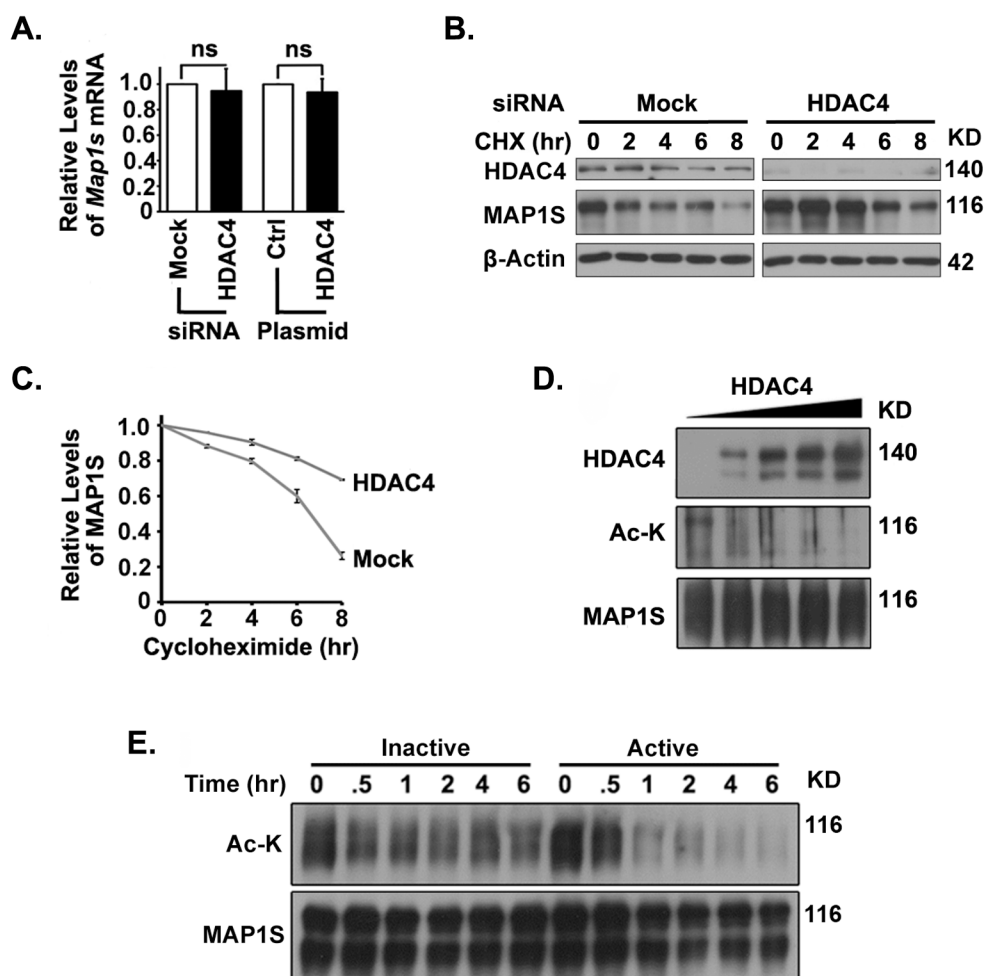 A.
ns ns
Relative Levels
of Map1s mRNA
1.0
0.8
0.6
0.4
0.2
0
Mock
HDAC4
Ctrl
HDAC4
siRNA Plasmid
B.
siRNA Mock HDAC4
CHX (hr) 0 2 4 6 8 0 2 4 6 8 KD
HDAC4 140
MAP1S 116
β-Actin 42
C.
Relative Levels
of MAP1S
1.0
0.8
0.6
0.4
0.2
0
HDAC4
Mock
0 2 4 6 8
Cycloheximide (hr)
D.
HDAC4
KD
HDAC4 140
Ac-K 116
MAP1S 116
E.
Inactive Active
Time (hr) 0 .5 1 2 4 6 0 .5 1 2 4 6 KD
Ac-K 116
MAP1S 116